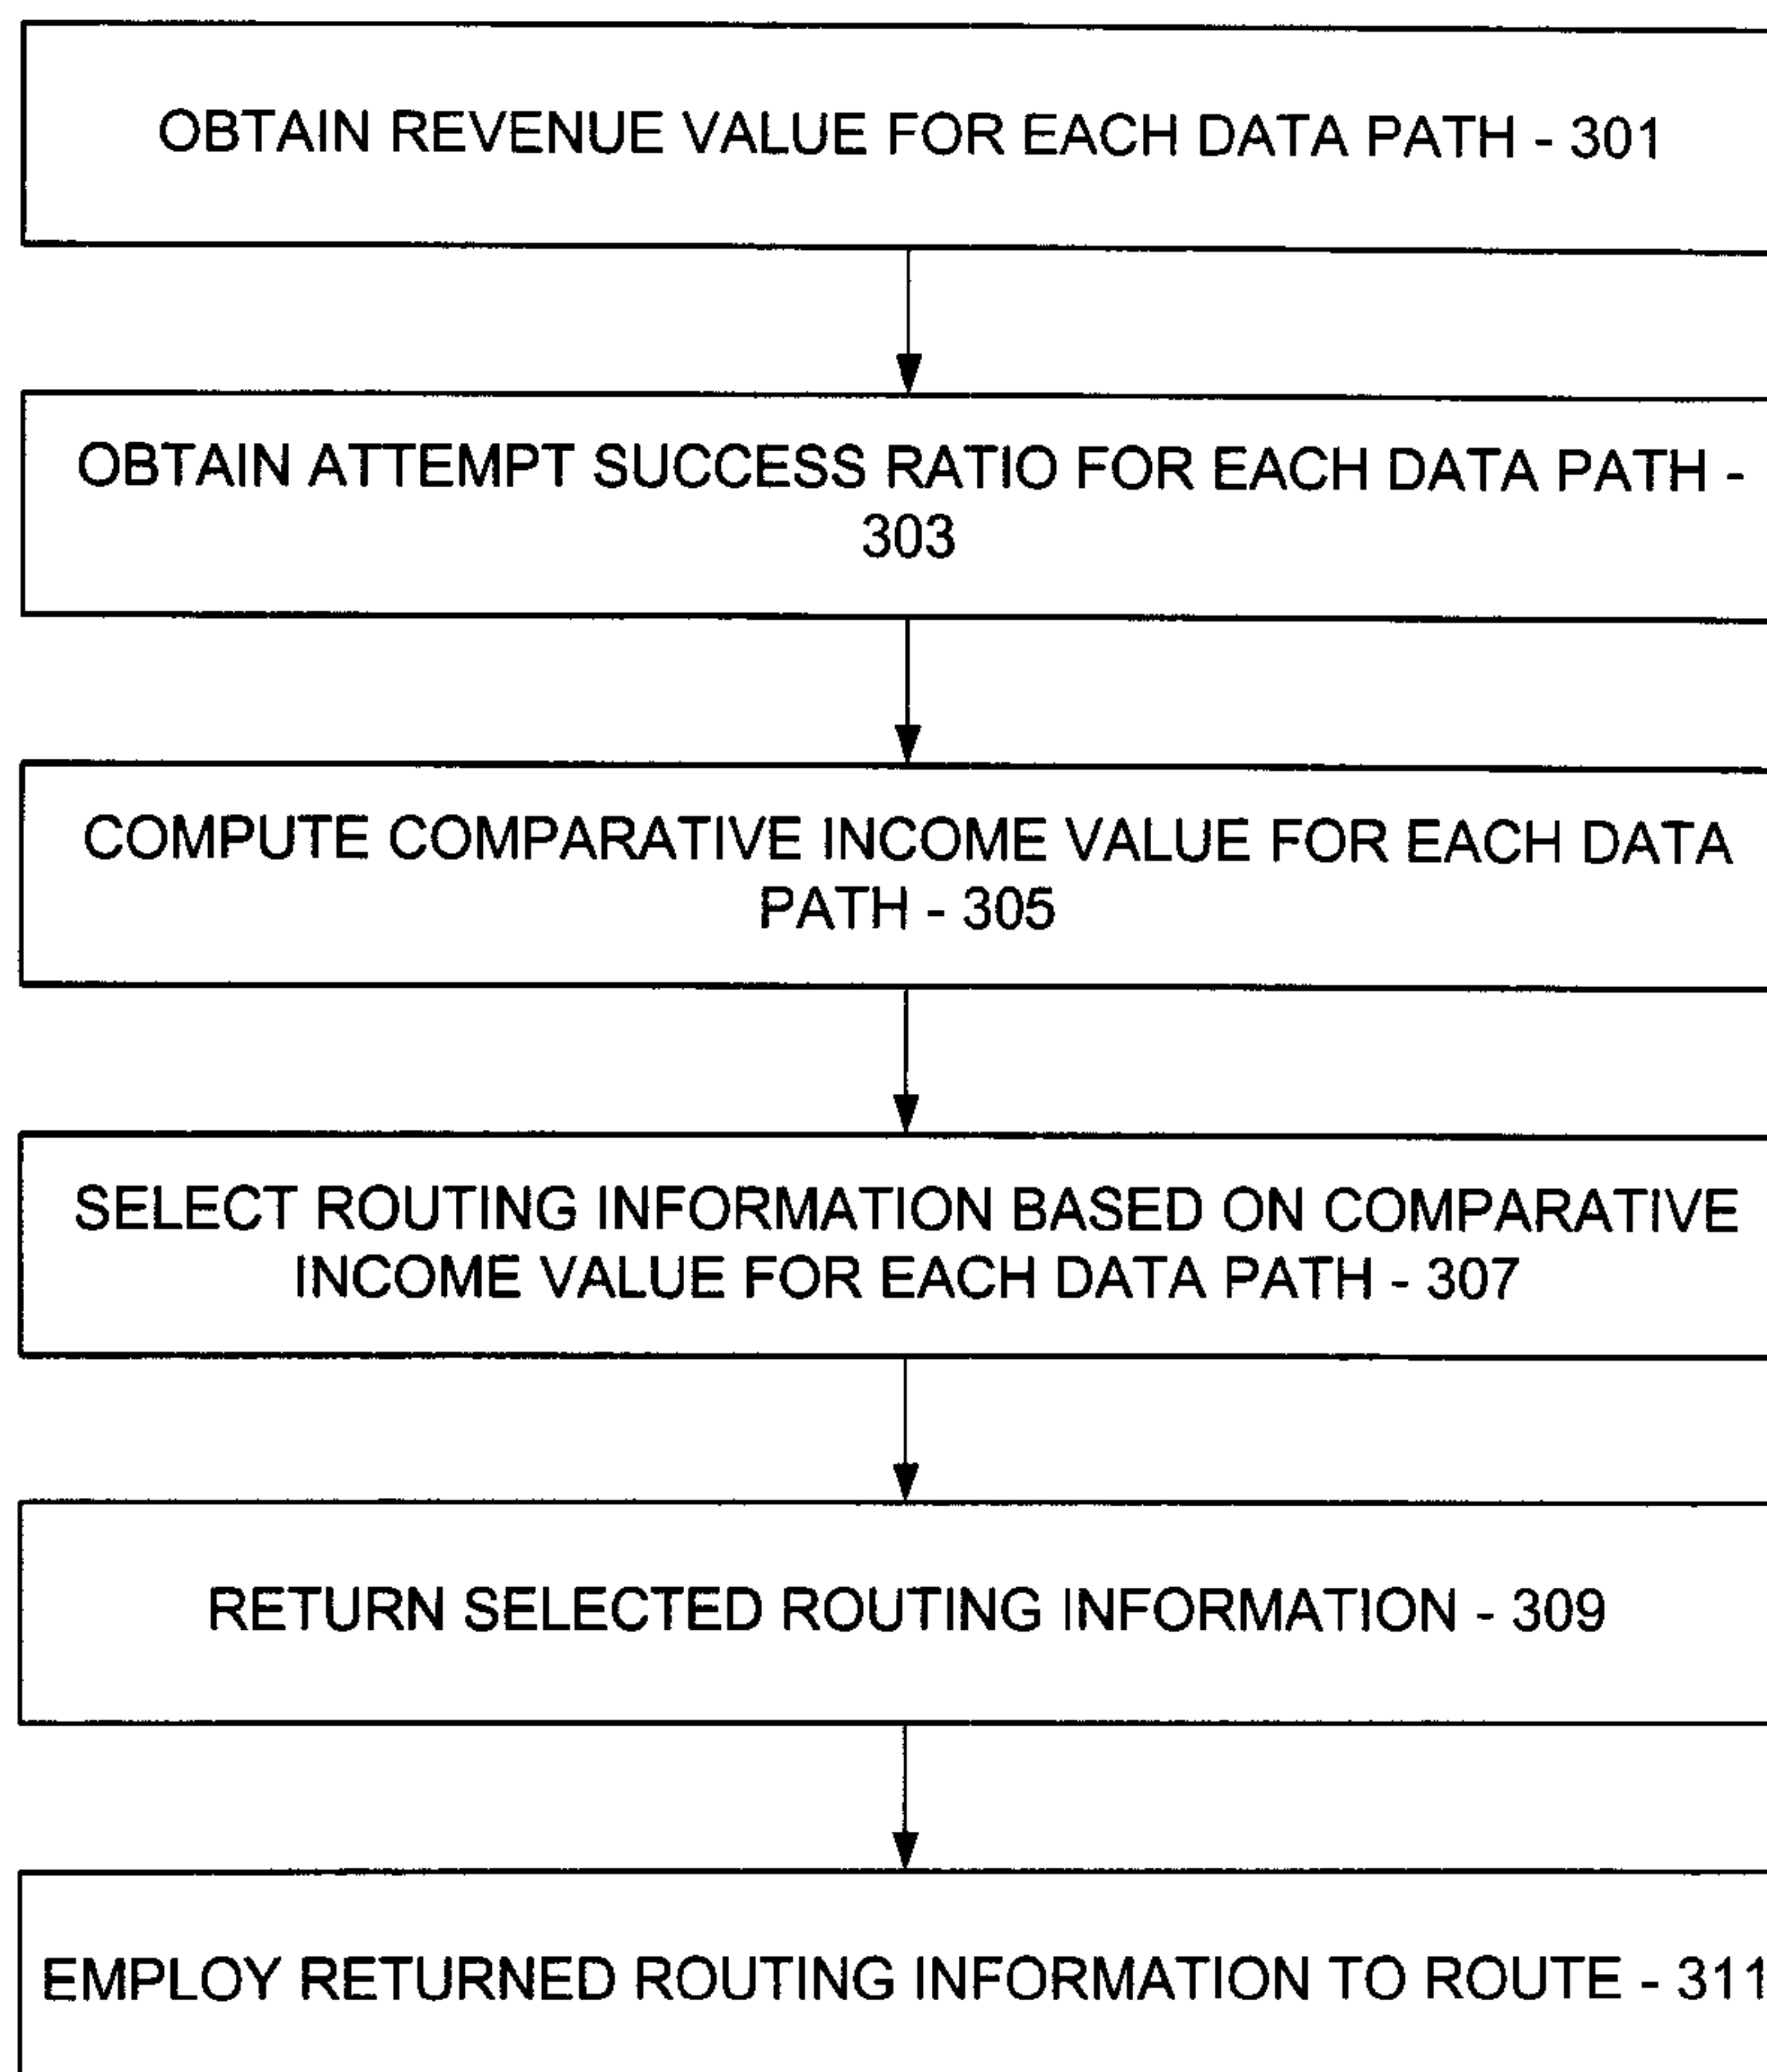 OBTAIN REVENUE VALUE FOR EACH DATA PATH - 301
OBTAIN ATTEMPT SUCCESS RATIO FOR EACH DATA PATH -
303
COMPUTE COMPARATIVE INCOME VALUE FOR EACH DATA
PATH - 305
SELECT ROUTING INFORMATION BASED ON COMPARATIVE
INCOME VALUE FOR EACH DATA PATH - 307
RETURN SELECTED ROUTING INFORMATION - 309
EMPLOY RETURNED ROUTING INFORMATION TO ROUTE - 311